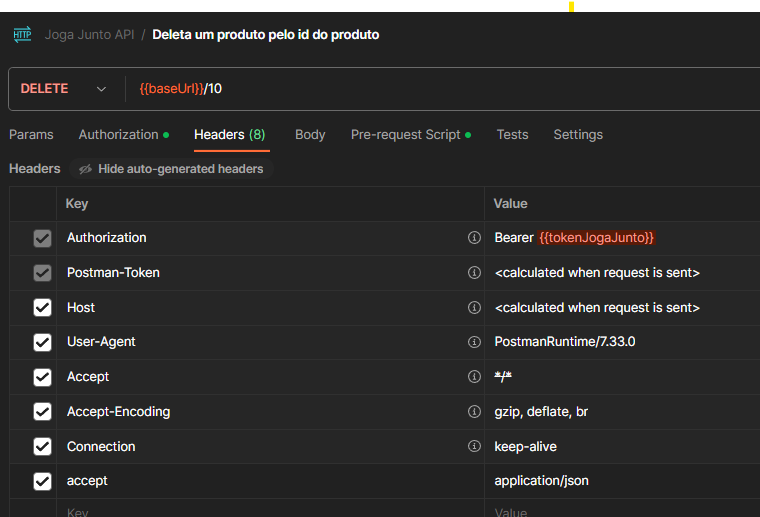 HTTP Joga Junto API / Deleta um produto pelo id do produto
DELETE {{baseUrl}}/10
Params Authorization Headers (8) Body Pre-request Script Tests Settings
Headers Hide auto-generated headers
Key Value
Authorization Bearer {{tokenJogaJunto}}
Postman-Token <calculated when request is sent>
Host <calculated when request is sent>
User-Agent PostmanRuntime/7.33.0
Accept */*
Accept-Encoding gzip, deflate, br
Connection keep-alive
accept application/json
Key Value